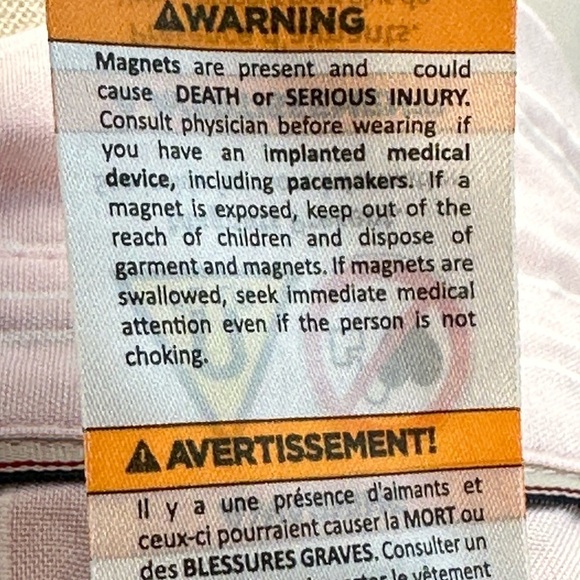 ⚠WARNING
Magnets are present and could
cause DEATH or SERIOUS INJURY.
Consult physician before wearing if
you have an implanted medical
device, including pacemakers. If a
magnet is exposed, keep out of the
reach of children and dispose of
garment and magnets. If magnets are
swallowed, seek immediate medical
attention even if the person is not
choking.
⚠ AVERTISSEMENT!
Il y a une présence d'aimants et
ceux-ci pourraient causer la MORT ou
des BLESSURES GRAVES. Consulter un
le vêtement